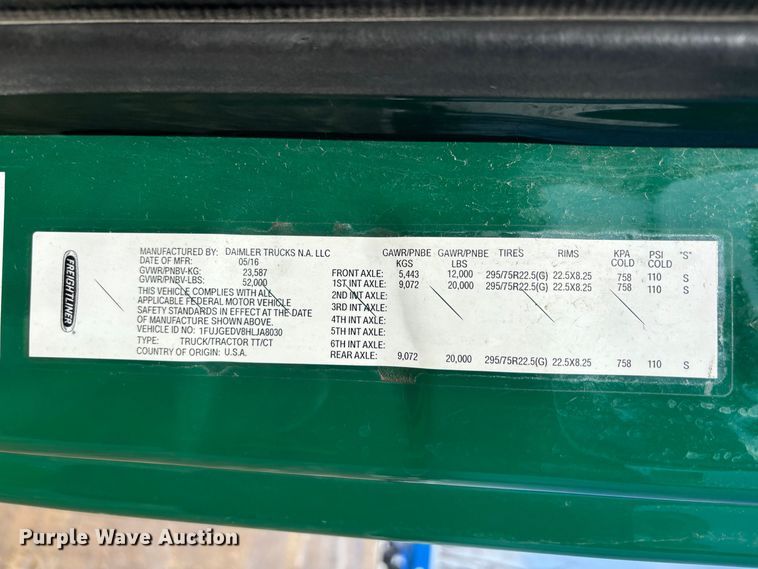 FREIGHTLINER
MANUFACTURED BY: DAIMLER TRUCKS N.A. LLC
DATE OF MFR: 05/16
GVWR/PNBV-KG: 23,587
GVWR/PNBV-LBS: 52,000
THIS VEHICLE COMPLIES WITH ALL
APPLICABLE FEDERAL MOTOR VEHICLE
SAFETY STANDARDS IN EFFECT AT THE DATE
OF MANUFACTURE SHOWN ABOVE.
VEHICLE ID NO: 1FUJGEDV8HLJA8030
TYPE: TRUCK/TRACTOR TT/CT
COUNTRY OF ORIGIN: U.S.A.
GAWR/PNBE GAWR/PNBE TIRES RIMS KPA PSI "S"
KGS LBS COLD COLD
FRONT AXLE: 5,443 12,000 295/75R22.5(G) 22.5X8.25 758 110 S
1ST INT AXLE: 9,072 20,000 295/75R22.5(G) 22.5X8.25 758 110 S
2ND INT AXLE:
3RD INT AXLE:
4TH INT AXLE:
5TH INT AXLE:
6TH INT AXLE:
REAR AXLE: 9,072 20,000 295/75R22.5(G) 22.5X8.25 758 110 S
Purple Wave Auction